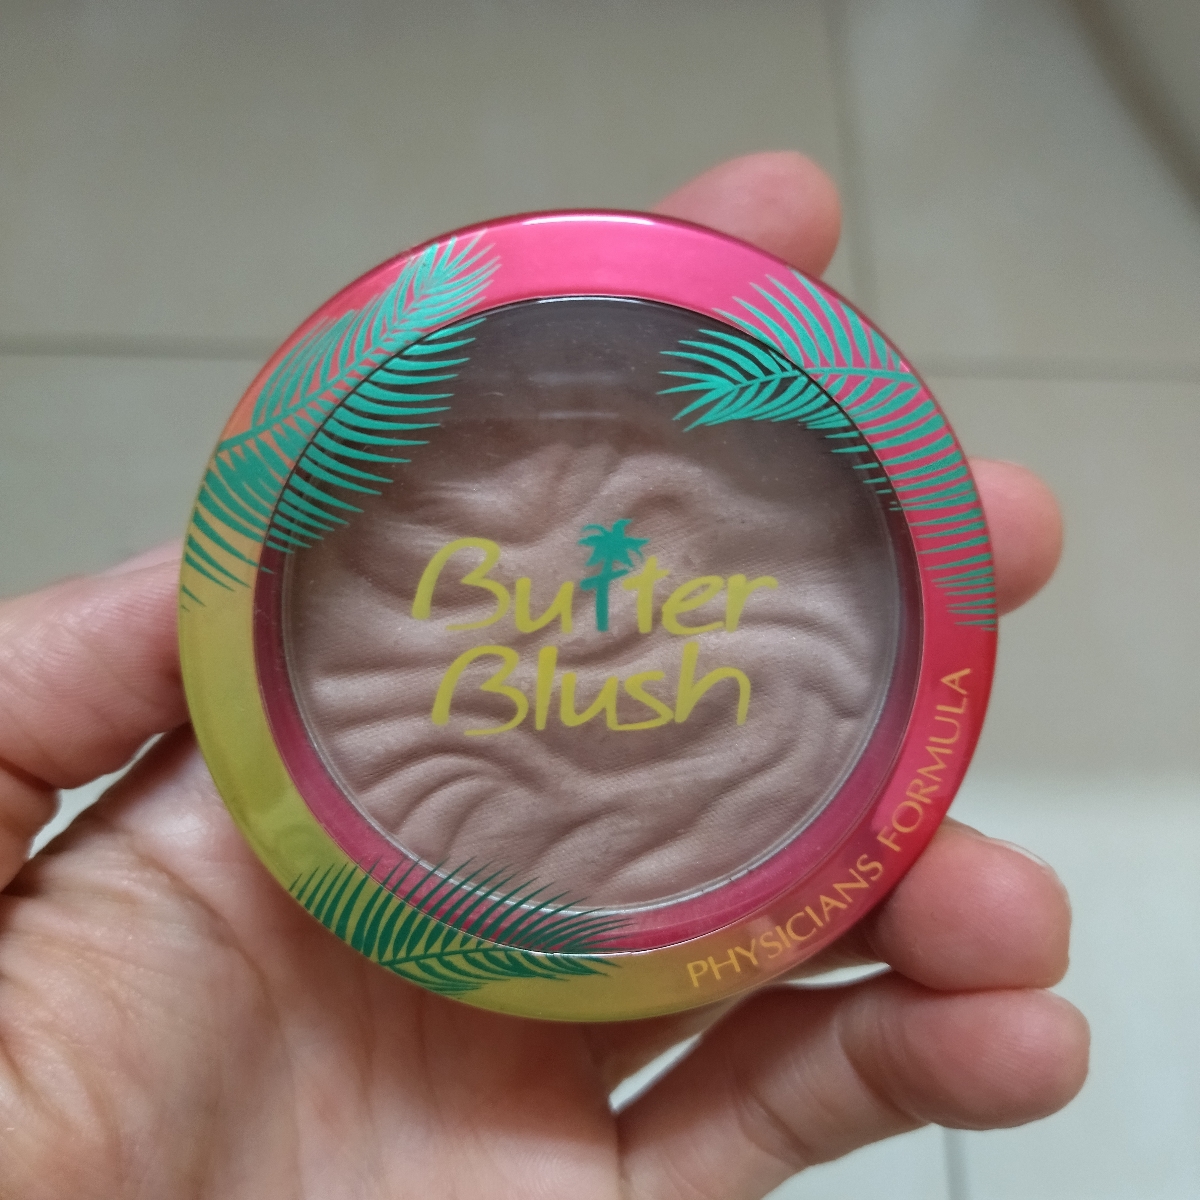 Butter
Blush
PHYSICIANS FORMULA